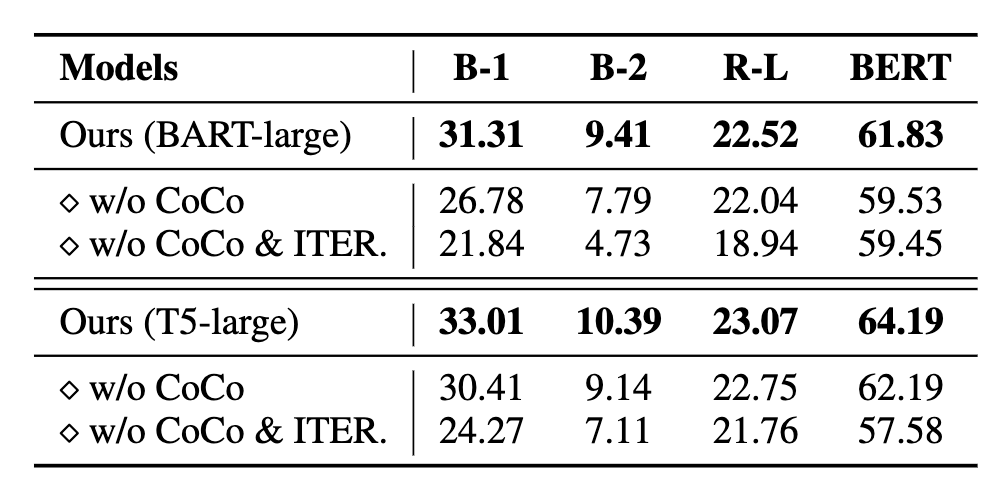 Models B-1 B-2 R-L BERT
Ours (BART-large) 31.31 9.41 22.52 61.83
⋄ w/o CoCo 26.78 7.79 22.04 59.53
⋄ w/o CoCo & ITER. 21.84 4.73 18.94 59.45
Ours (T5-large) 33.01 10.39 23.07 64.19
⋄ w/o CoCo 30.41 9.14 22.75 62.19
⋄ w/o CoCo & ITER. 24.27 7.11 21.76 57.58